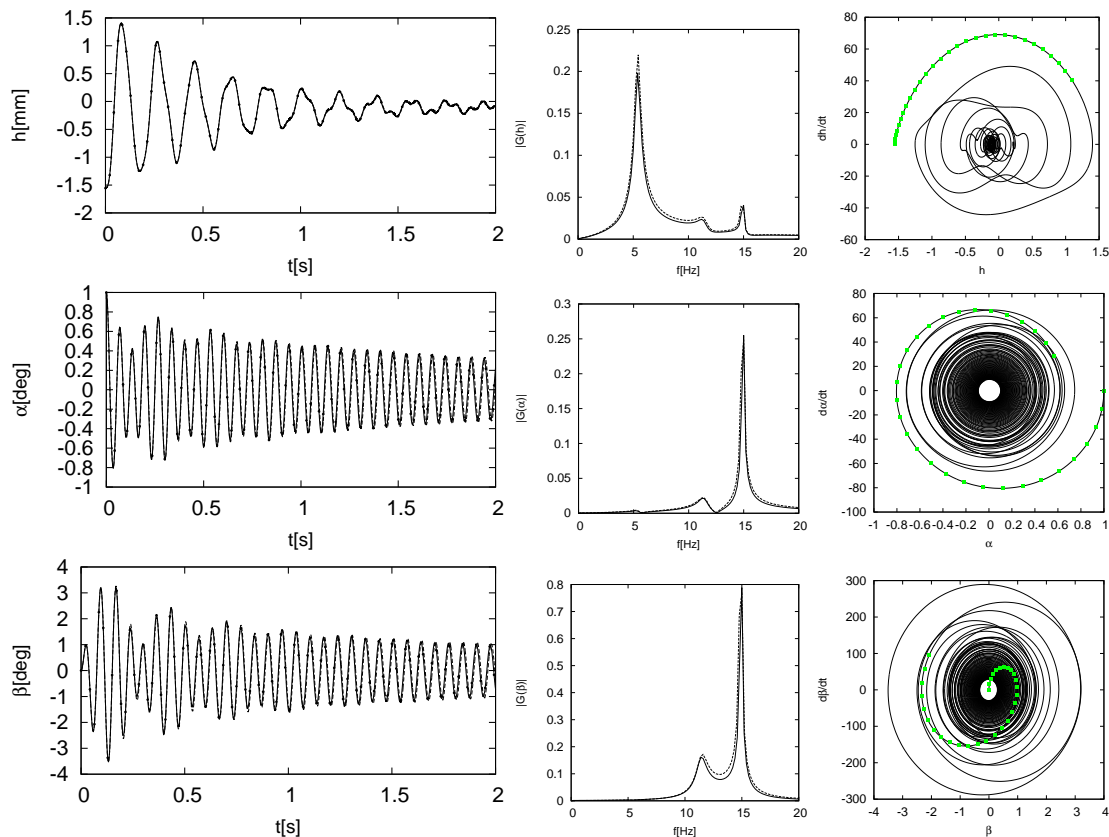 h[mm]
1.5
1
0.5
0
-0.5
-1
-1.5
-2
0 0.5 1 1.5 2
t[s]
|G(h)|
0.25
0.2
0.15
0.1
0.05
0
0 5 10 15 20
f[Hz]
dh/dt
80
60
40
20
0
-20
-40
-60
-2 -1.5 -1 -0.5 0 0.5 1 1.5
h
α[deg]
1
0.8
0.6
0.4
0.2
0
-0.2
-0.4
-0.6
-0.8
-1
0 0.5 1 1.5 2
t[s]
|G(α)|
0.3
0.25
0.2
0.15
0.1
0.05
0
0 5 10 15 20
f[Hz]
dα/dt
80
60
40
20
0
-20
-40
-60
-80
-100
-1 -0.8 -0.6 -0.4 -0.2 0 0.2 0.4 0.6 0.8 1
α
β[deg]
4
3
2
1
0
-1
-2
-3
-4
0 0.5 1 1.5 2
t[s]
|G(β)|
0.8
0.7
0.6
0.5
0.4
0.3
0.2
0.1
0
0 5 10 15 20
f[Hz]
dβ/dt
300
200
100
0
-100
-200
-300
-4 -3 -2 -1 0 1 2 3 4
β